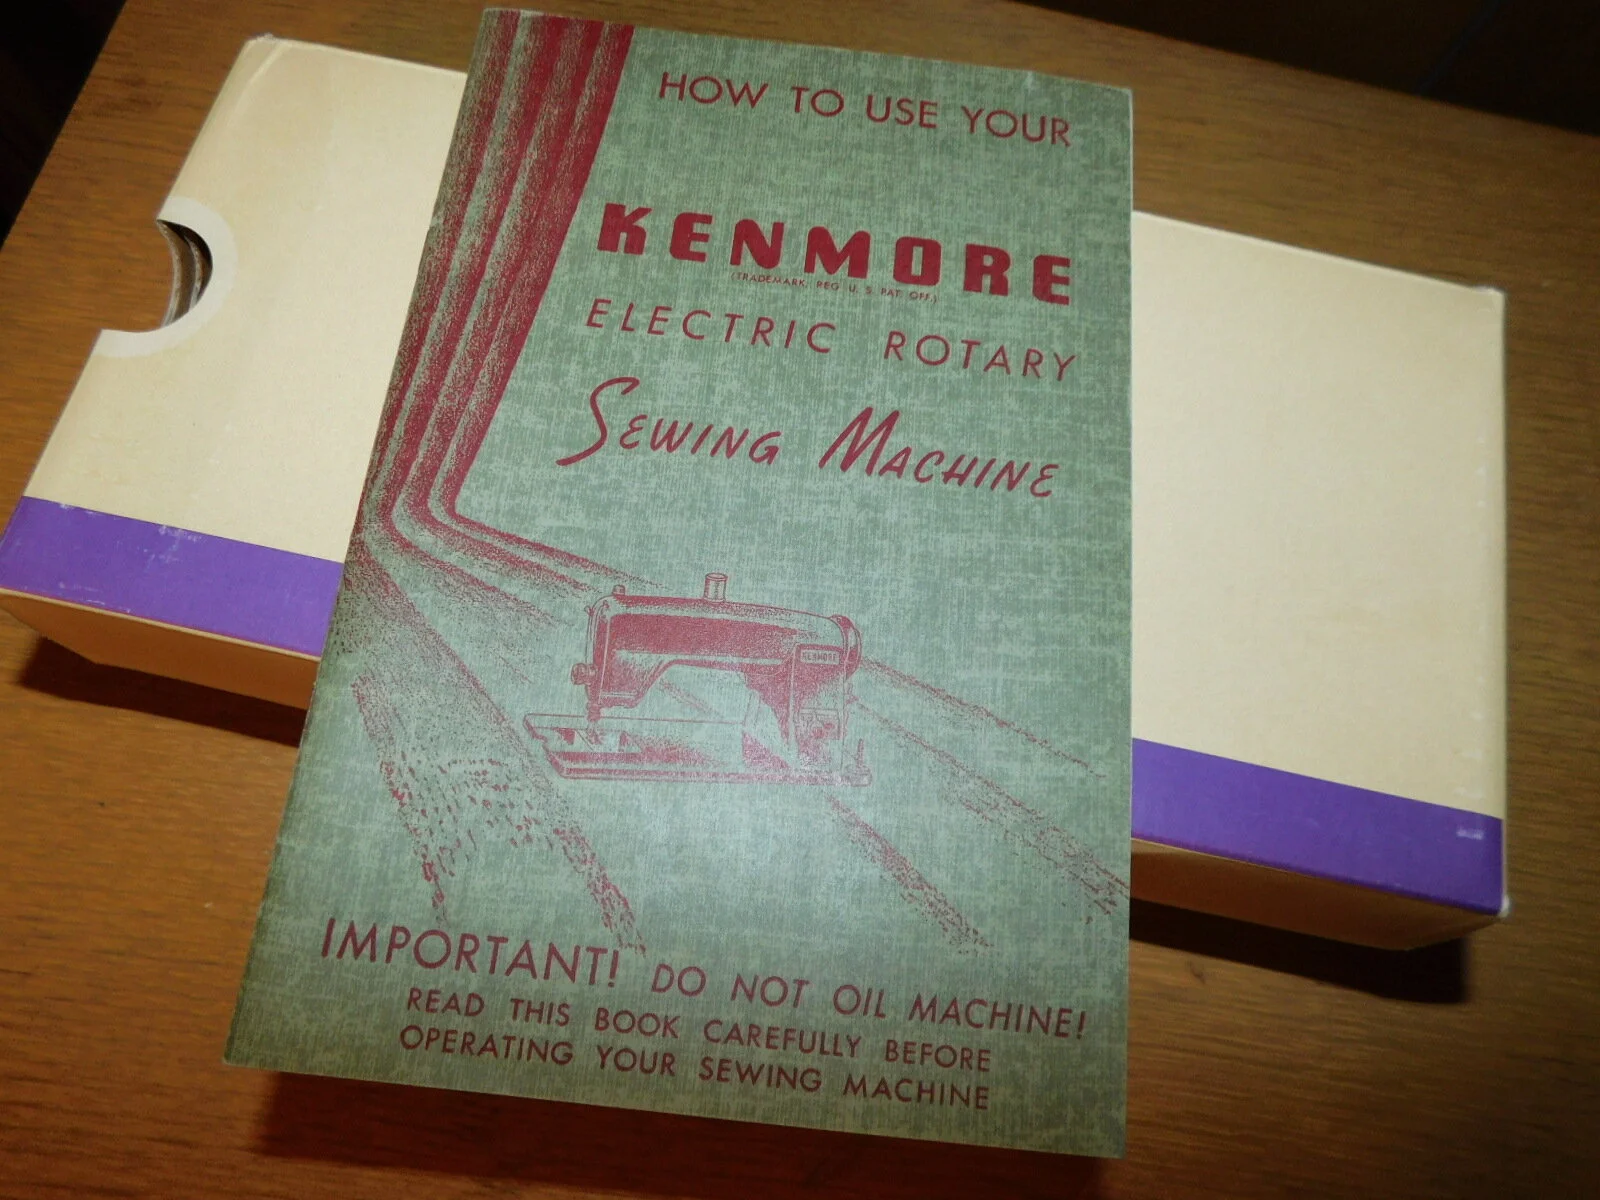 HOW TO USE YOUR
KENMORE
(TRADEMARK. REG U. S. PAT. OFF.)
ELECTRIC ROTARY
SEWING MACHINE
KENMORE
IMPORTANT! DO NOT OIL MACHINE!
READ THIS BOOK CAREFULLY BEFORE
OPERATING YOUR SEWING MACHINE